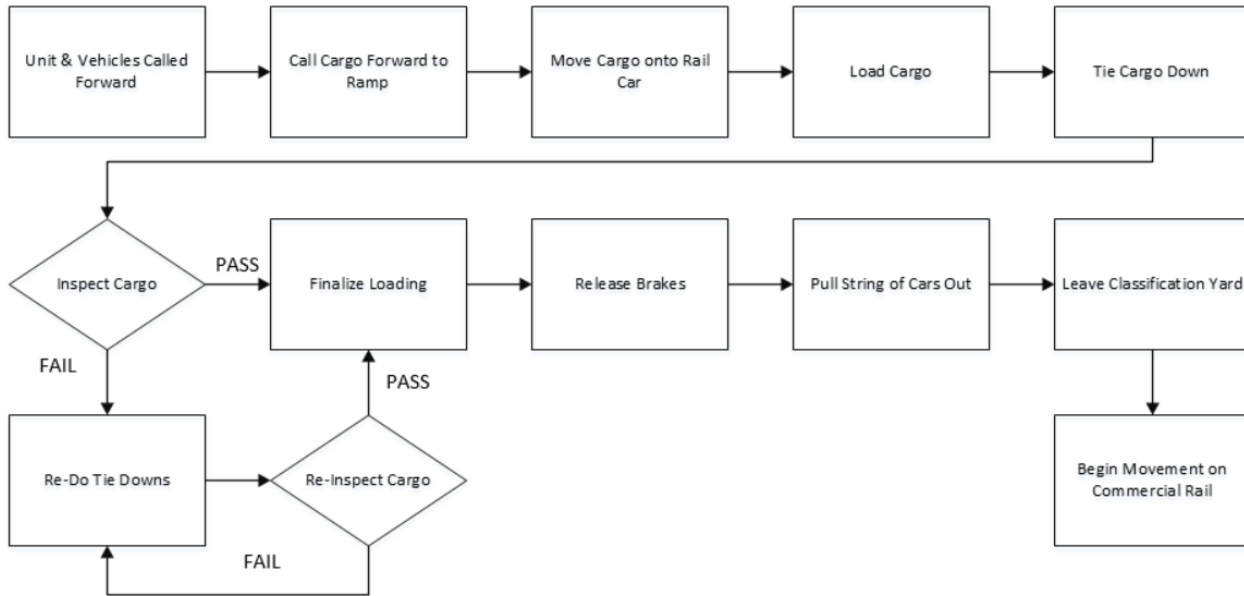 Unit & Vehicles Called
Forward
Call Cargo Forward to
Ramp
Move Cargo onto Rail
Car
Load Cargo
Tie Cargo Down
Inspect Cargo
PASS
Finalize Loading
Release Brakes
Pull String of Cars Out
Leave Classification Yard
FAIL
PASS
Re-Do Tie Downs
Re-Inspect Cargo
Begin Movement on
Commercial Rail
FAIL